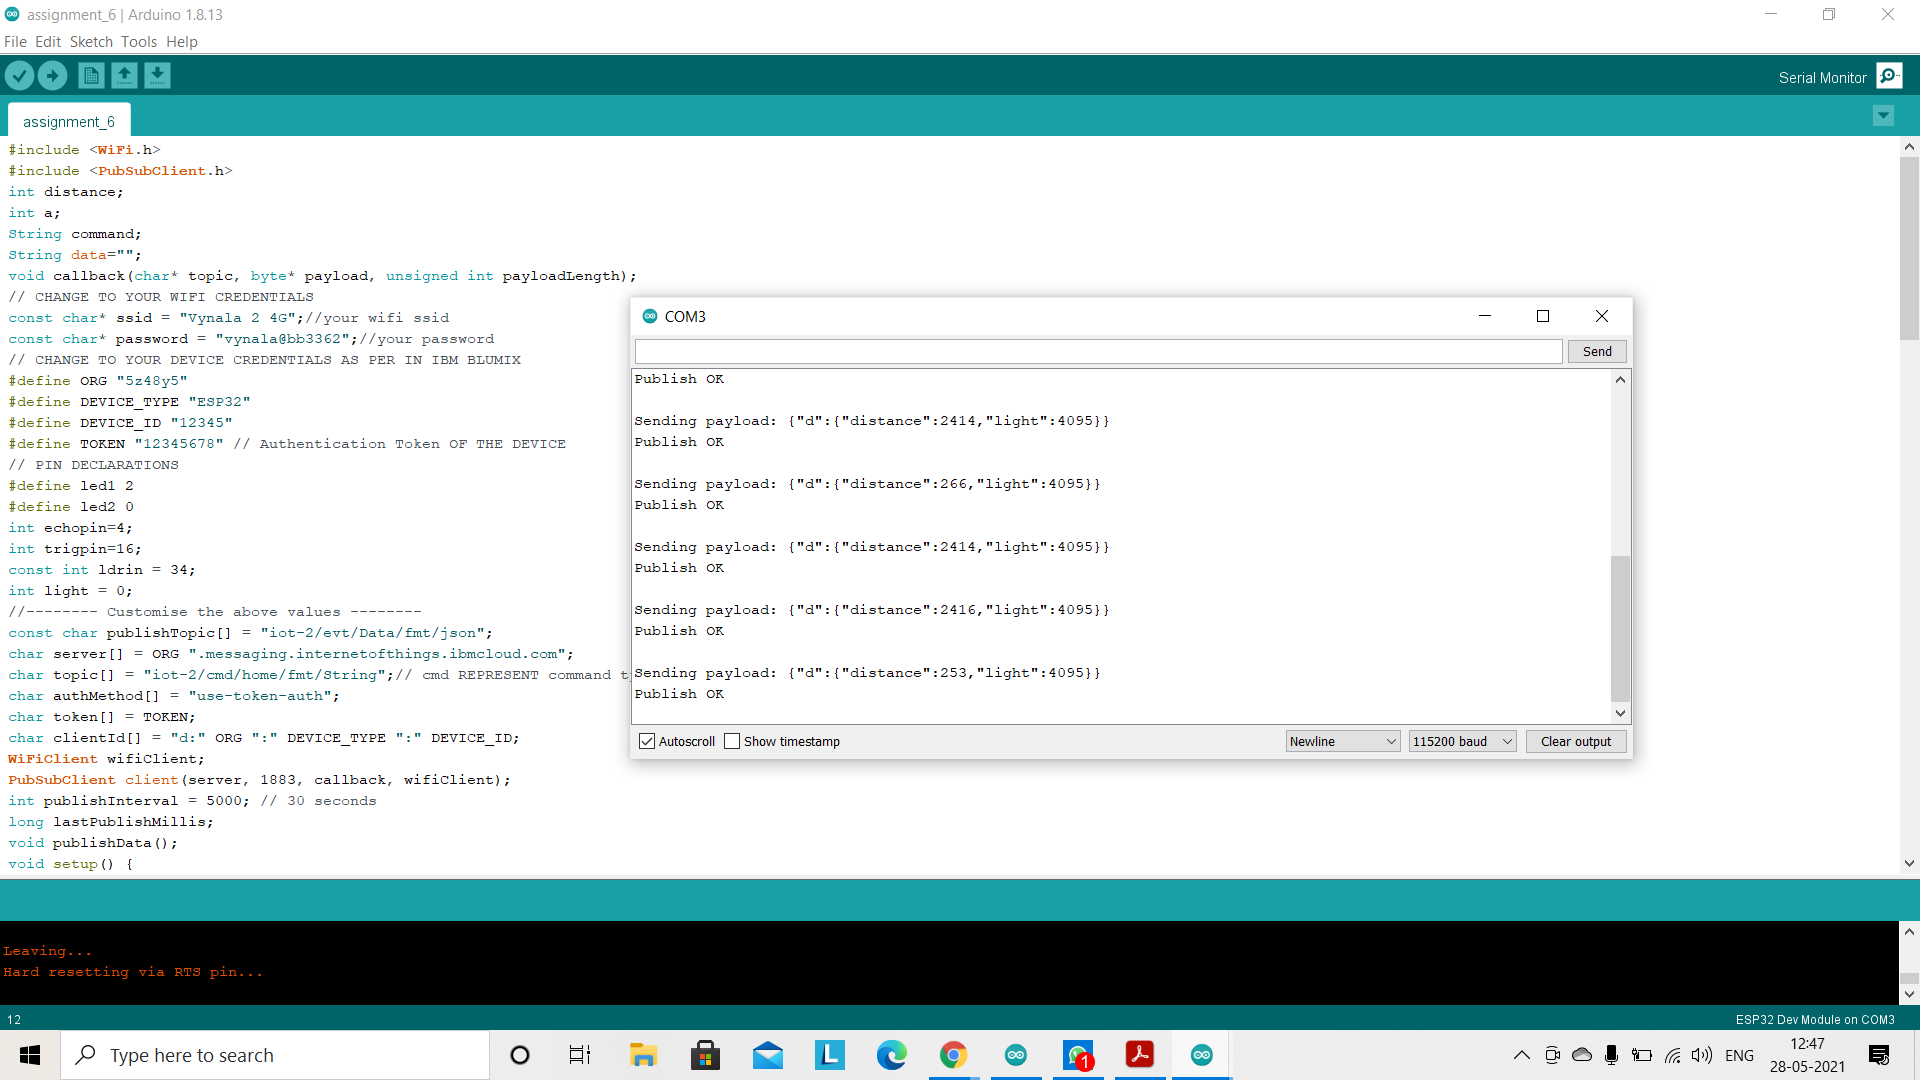 assignment_6 | Arduino 1.8.13
File Edit Sketch Tools Help
Serial Monitor
assignment_6
#include <WiFi.h>
#include <PubSubClient.h>
int distance;
int a;
String command;
String data="";
void callback(char* topic, byte* payload, unsigned int payloadLength);
// CHANGE TO YOUR WIFI CREDENTIALS
const char* ssid = "Vynala 2 4G";//your wifi ssid
const char* password = "vynala@bb3362";//your password
// CHANGE TO YOUR DEVICE CREDENTIALS AS PER IN IBM BLUMIX
#define ORG "5z48y5"
#define DEVICE_TYPE "ESP32"
#define DEVICE_ID "12345"
#define TOKEN "12345678" // Authentication Token OF THE DEVICE
// PIN DECLARATIONS
#define led1 2
#define led2 0
int echopin=4;
int trigpin=16;
const int ldrin = 34;
int light = 0;
//-------- Customise the above values --------
const char publishTopic[] = "iot-2/evt/Data/fmt/json";
char server[] = ORG ".messaging.internetofthings.ibmcloud.com";
char topic[] = "iot-2/cmd/home/fmt/String";// cmd REPRESENT command t
char authMethod[] = "use-token-auth";
char token[] = TOKEN;
char clientId[] = "d:" ORG ":" DEVICE_TYPE ":" DEVICE_ID;
WiFiClient wifiClient;
PubSubClient client(server, 1883, callback, wifiClient);
int publishInterval = 5000; // 30 seconds
long lastPublishMillis;
void publishData();
void setup() {
COM3
Send
Publish OK
Sending payload: {"d":{"distance":2414,"light":4095}}
Publish OK
Sending payload: {"d":{"distance":266,"light":4095}}
Publish OK
Sending payload: {"d":{"distance":2414,"light":4095}}
Publish OK
Sending payload: {"d":{"distance":2416,"light":4095}}
Publish OK
Sending payload: {"d":{"distance":253,"light":4095}}
Publish OK
Autoscroll Show timestamp Newline 115200 baud Clear output
Leaving...
Hard resetting via RTS pin...
12 ESP32 Dev Module on COM3
Type here to search
L
1
ENG
12:47
28-05-2021